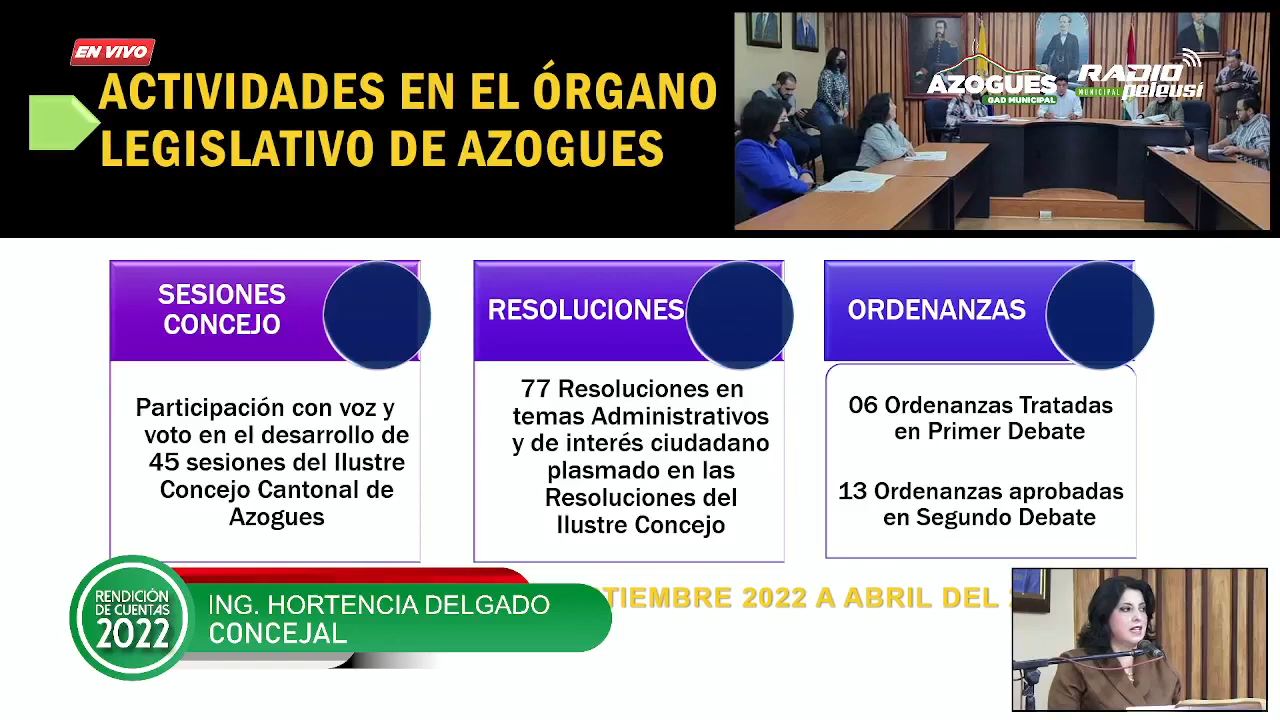 EN VIVO
ACTIVIDADES EN EL ÓRGANO
LEGISLATIVO DE AZOGUES
AZOGUES
GAD MUNICIPAL
RADIO
MUNICIPAL peleusí
SESIONES
CONCEJO
Participación con voz y
voto en el desarrollo de
45 sesiones del Ilustre
Concejo Cantonal de
Azogues
RESOLUCIONES
77 Resoluciones en
temas Administrativos
y de interés ciudadano
plasmado en las
Resoluciones del
Ilustre Concejo
ORDENANZAS
06 Ordenanzas Tratadas
en Primer Debate
13 Ordenanzas aprobadas
en Segundo Debate
TIEMBRE 2022 A ABRIL DEL
RENDICIÓN
DE CUENTAS
2022
ING. HORTENCIA DELGADO
CONCEJAL